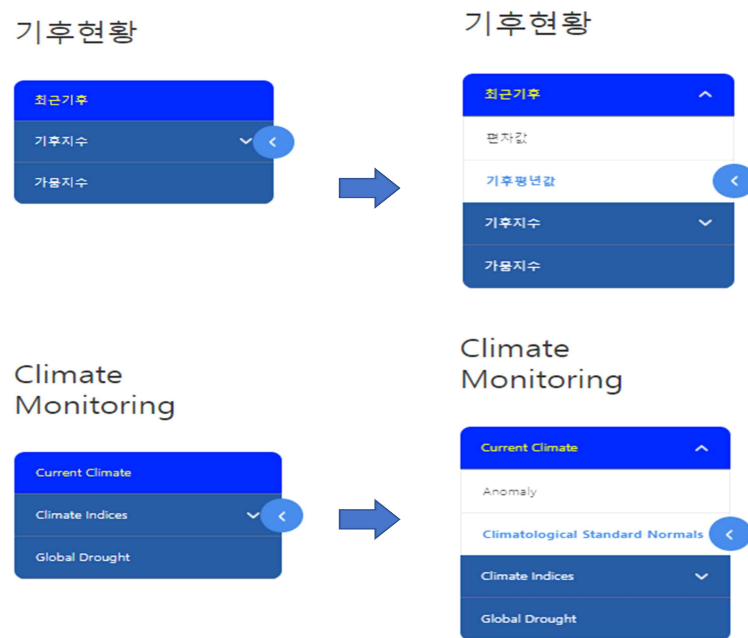 기후현황
최근기후
기후지수
가뭄지수
기후현황
최근기후
편차값
기후평년값
기후지수
가뭄지수
Climate
Monitoring
Current Climate
Climate Indices
Global Drought
Climate
Monitoring
Current Climate
Anomaly
Climatological Standard Normals
Climate Indices
Global Drought